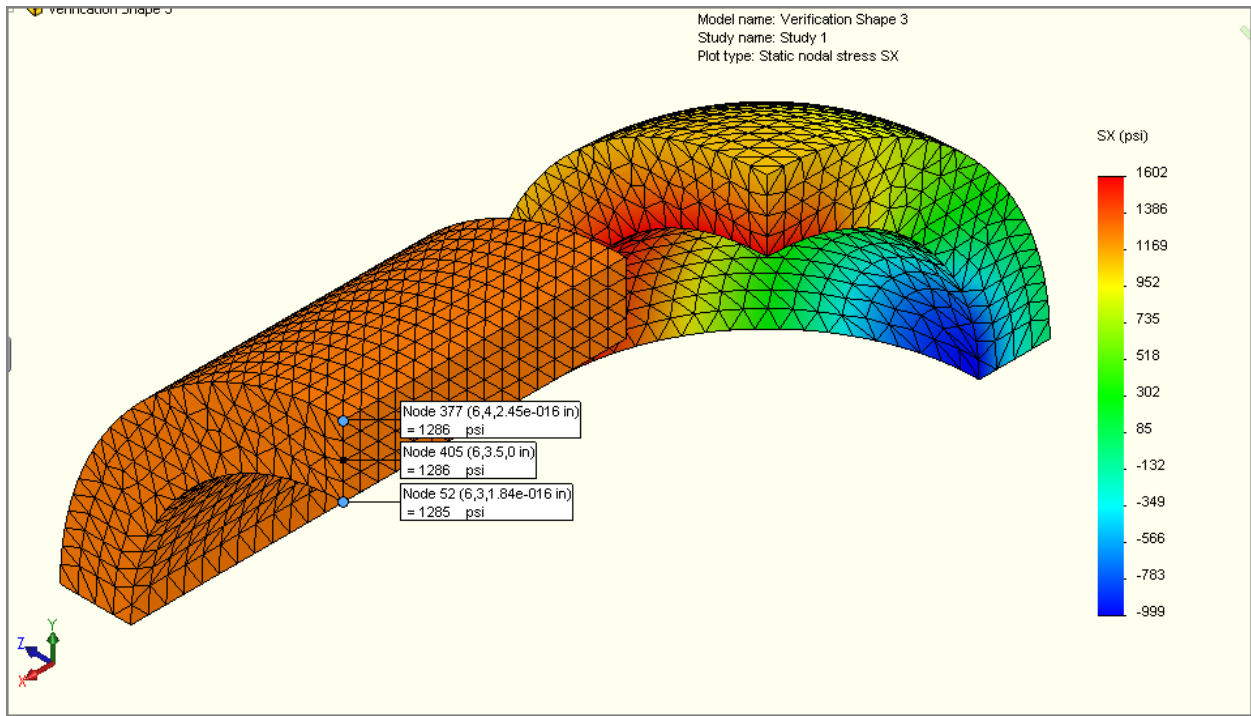 Verification Shape 3
Model name: Verification Shape 3
Study name: Study 1
Plot type: Static nodal stress SX
SX (psi)
1602
1386
1169
952
735
518
302
85
-132
-349
-566
-783
-999
Node 377 (6,4,2.45e-016 in)
= 1286 psi
Node 405 (6,3.5,0 in)
= 1286 psi
Node 52 (6,3,1.84e-016 in)
= 1285 psi
Y
Z
X